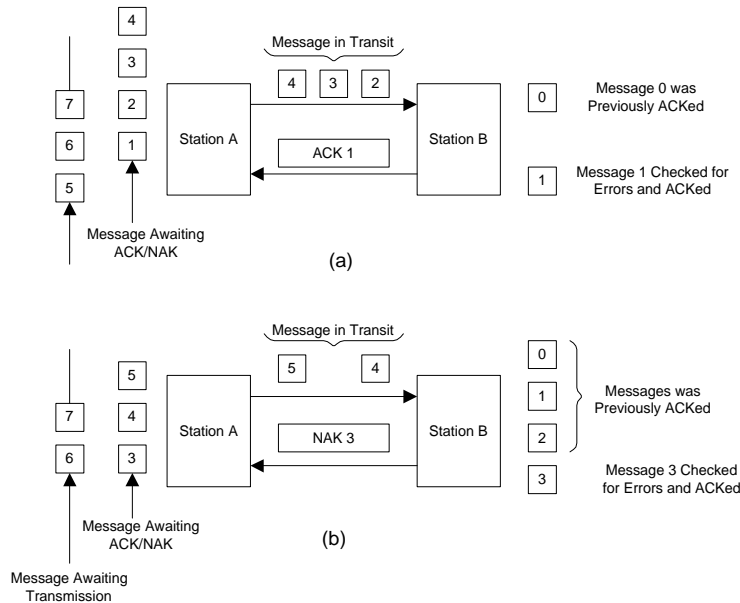 4
3
2
1
7
6
5
Message Awaiting
ACK/NAK
Station A
Message in Transit
4 3 2
ACK 1
Station B
0
Message 0 was
Previously ACKed
1
Message 1 Checked for
Errors and ACKed
(a)
5
4
3
7
6
Message Awaiting
ACK/NAK
Message Awaiting
Transmission
Station A
Message in Transit
5 4
NAK 3
Station B
0
1
2
Messages was
Previously ACKed
3
Message 3 Checked
for Errors and ACKed
(b)